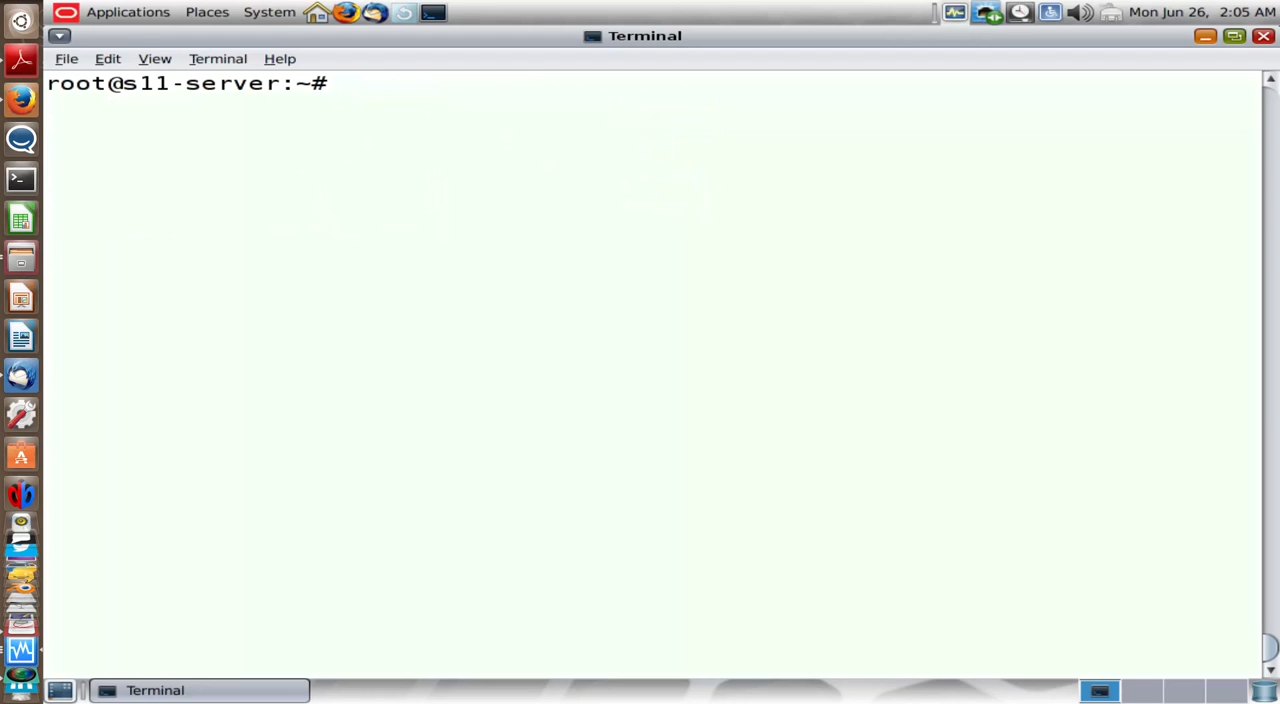 Applications Places System Mon Jun 26, 2:05 AM
Terminal
File Edit View Terminal Help
root@s11-server:~#
Terminal